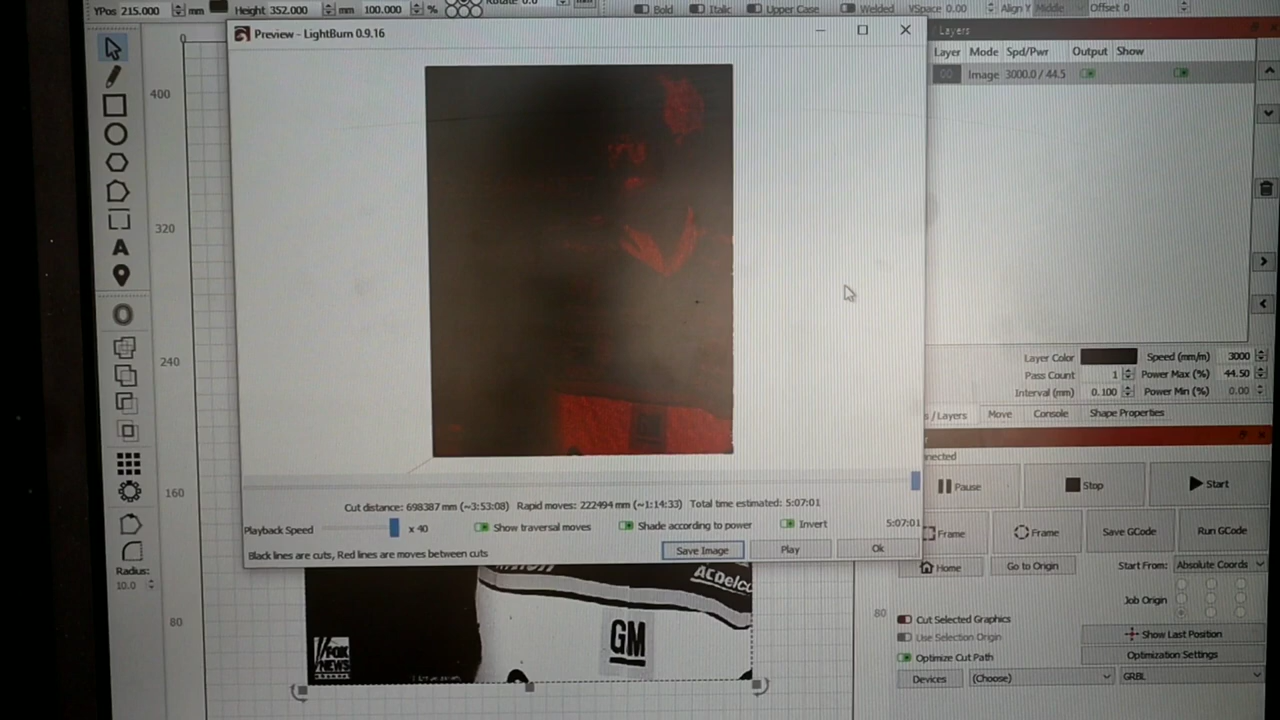 YPos 215.000 mm Height 352.000 mm 100.000 % Rotate 0.0 Bold Italic Upper Case Welded VSpace 0.00 Align Y Middle Offset 0
Preview - LightBurn 0.9.16
Layers
Layer Mode Spd/Pwr Output Show
00 Image 3000.0 / 44.5
0
400
320
240
160
80
A
Radius:
10.0
Layer Color Speed (mm/m) 3000
Pass Count 1 Power Max (%) 44.50
Interval (mm) 0.100 Power Min (%) 0.00
s / Layers Move Console Shape Properties
Cut distance: 698387 mm (~3:53:08) Rapid moves: 222494 mm (~1:14:33) Total time estimated: 5:07:01
Playback Speed x 40 Show traversal moves Shade according to power Invert 5:07:01
Black lines are cuts, Red lines are moves between cuts
Save Image Play Ok
nnected
Pause Stop Start
Frame Frame Save GCode Run GCode
Home Go to Origin Start From: Absolute Coords
Job Origin
80
Cut Selected Graphics
Use Selection Origin Show Last Position
Optimize Cut Path Optimization Settings
Devices (Choose) GRBL
ACDelco
GM
FOX
NEWS